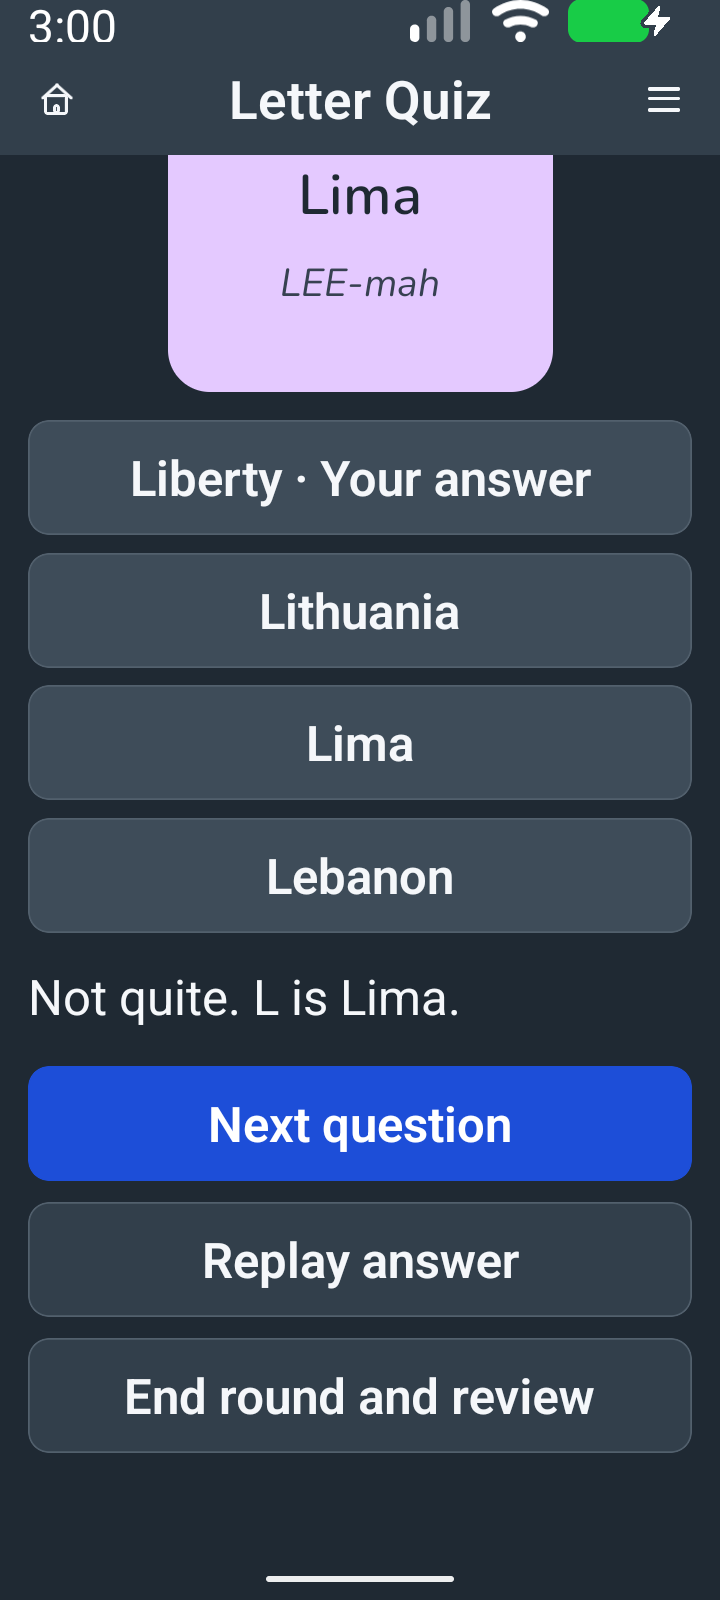 3:00
Letter Quiz
Lima
LEE-mah
Liberty · Your answer
Lithuania
Lima
Lebanon
Not quite. L is Lima.
Next question
Replay answer
End round and review